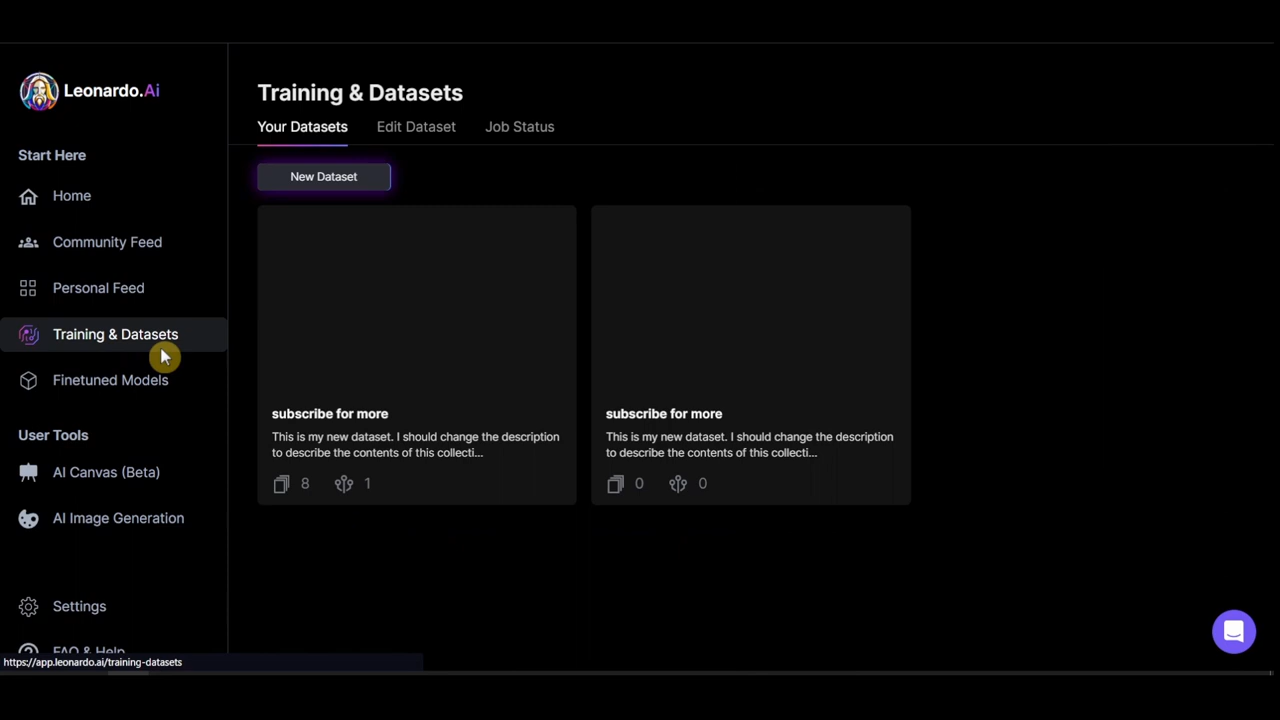 Leonardo.Ai
Start Here
Home
Community Feed
Personal Feed
Training & Datasets
Finetuned Models
User Tools
AI Canvas (Beta)
AI Image Generation
Settings
FAQ & Help
https://app.leonardo.ai/training-datasets
Training & Datasets
Your Datasets Edit Dataset Job Status
New Dataset
subscribe for more
This is my new dataset. I should change the description
to describe the contents of this collecti...
8 1
subscribe for more
This is my new dataset. I should change the description
to describe the contents of this collecti...
0 0